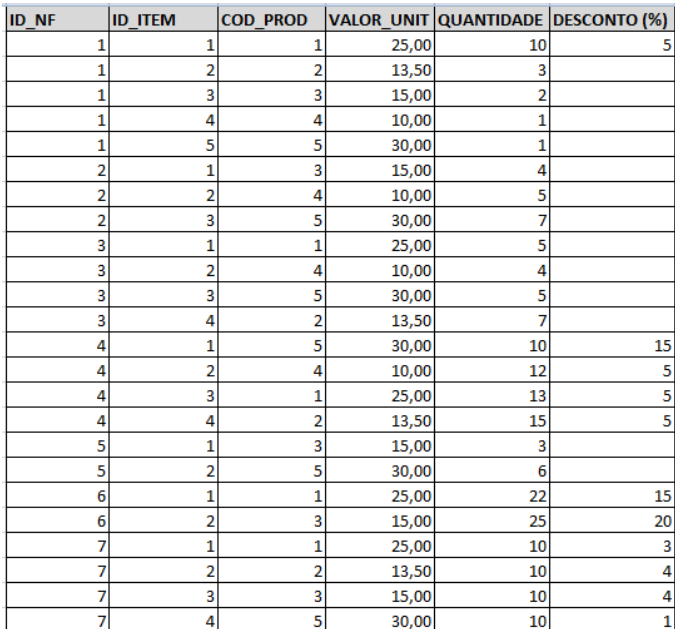 ID_NF ID_ITEM COD_PROD VALOR_UNIT QUANTIDADE DESCONTO (%)
1 1 1 25,00 10 5
1 2 2 13,50 3
1 3 3 15,00 2
1 4 4 10,00 1
1 5 5 30,00 1
2 1 3 15,00 4
2 2 4 10,00 5
2 3 5 30,00 7
3 1 1 25,00 5
3 2 4 10,00 4
3 3 5 30,00 5
3 4 2 13,50 7
4 1 5 30,00 10 15
4 2 4 10,00 12 5
4 3 1 25,00 13 5
4 4 2 13,50 15 5
5 1 3 15,00 3
5 2 5 30,00 6
6 1 1 25,00 22 15
6 2 3 15,00 25 20
7 1 1 25,00 10 3
7 2 2 13,50 10 4
7 3 3 15,00 10 4
7 4 5 30,00 10 1